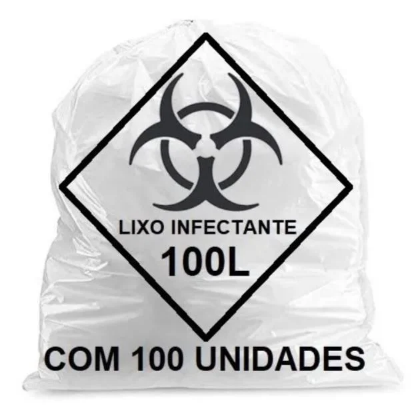 LIXO INFECTANTE
100L
COM 100 UNIDADES